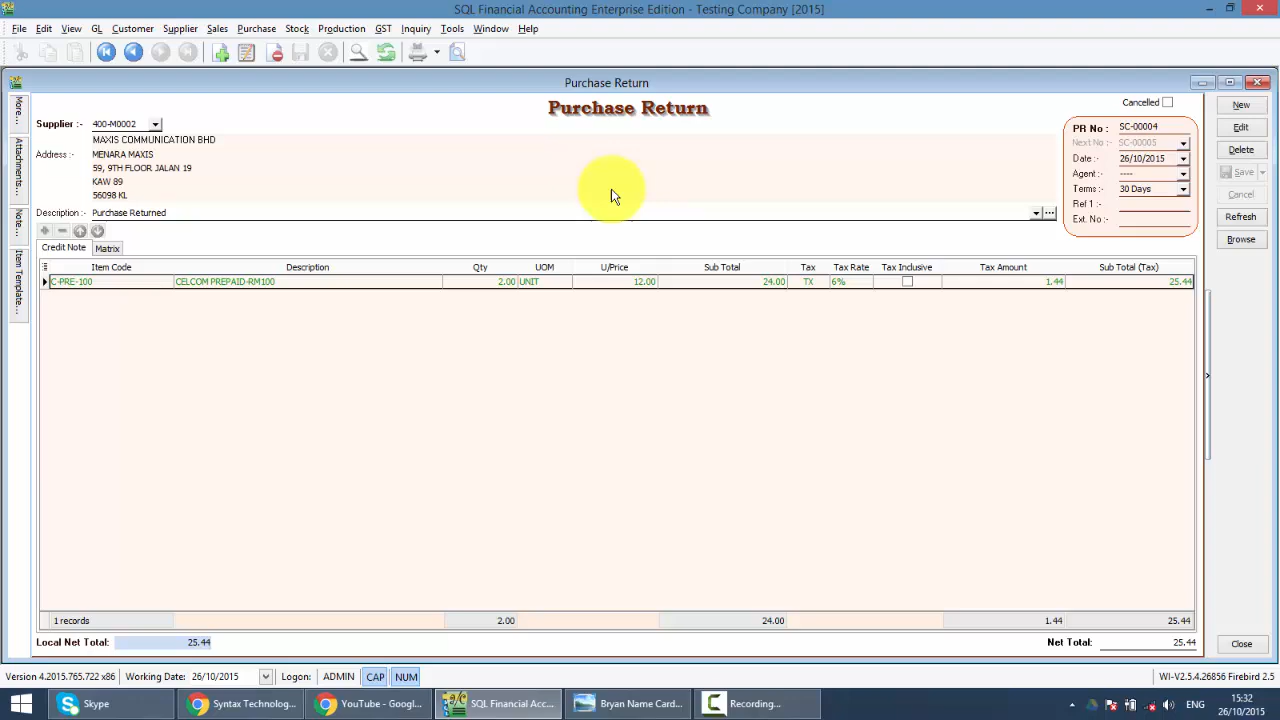 SQL Financial Accounting Enterprise Edition - Testing Company [2015]
File Edit View GL Customer Supplier Sales Purchase Stock Production GST Inquiry Tools Window Help
Purchase Return
Purchase Return
Cancelled
More...
Attachments...
Note...
Item Template...
Supplier :- 400-M0002
MAXIS COMMUNICATION BHD
Address :- MENARA MAXIS
59, 9TH FLOOR JALAN 19
KAW 89
56098 KL
Description :- Purchase Returned
PR No : SC-00004
Next No :- SC-00005
Date :- 26/10/2015
Agent :- ----
Terms :- 30 Days
Ref 1 :-
Ext. No :-
New
Edit
Delete
Save
Cancel
Refresh
Browse
Credit Note Matrix
Item Code Description Qty UOM U/Price Sub Total Tax Tax Rate Tax Inclusive Tax Amount Sub Total (Tax)
C-PRE-100 CELCOM PREPAID-RM100 2.00 UNIT 12.00 24.00 TX 6% 1.44 25.44
1 records 2.00 24.00 1.44 25.44
Local Net Total: 25.44 Net Total: 25.44
Close
Version 4.2015.765.722 x86 Working Date: 26/10/2015 Logon: ADMIN CAP NUM WI-V2.5.4.26856 Firebird 2.5
Skype Syntax Technolog... YouTube - Googl... SQL Financial Acc... Bryan Name Card... Recording... ENG 15:32
26/10/2015